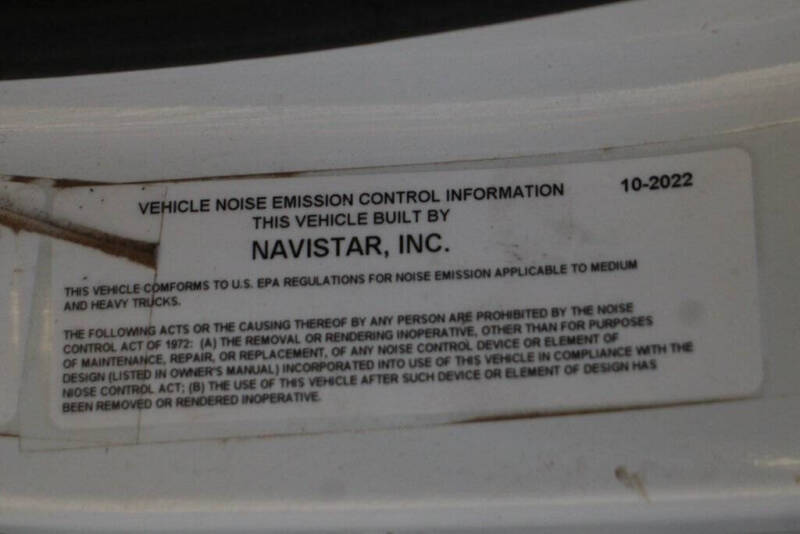 VEHICLE NOISE EMISSION CONTROL INFORMATION 10-2022
THIS VEHICLE BUILT BY
NAVISTAR, INC.
THIS VEHICLE COMFORMS TO U.S. EPA REGULATIONS FOR NOISE EMISSION APPLICABLE TO MEDIUM
AND HEAVY TRUCKS.
THE FOLLOWING ACTS OR THE CAUSING THEREOF BY ANY PERSON ARE PROHIBITED BY THE NOISE
CONTROL ACT OF 1972: (A) THE REMOVAL OR RENDERING INOPERATIVE, OTHER THAN FOR PURPOSES
OF MAINTENANCE, REPAIR, OR REPLACEMENT, OF ANY NOISE CONTROL DEVICE OR ELEMENT OF
DESIGN (LISTED IN OWNER'S MANUAL) INCORPORATED INTO USE OF THIS VEHICLE IN COMPLIANCE WITH THE
NIOSE CONTROL ACT; (B) THE USE OF THIS VEHICLE AFTER SUCH DEVICE OR ELEMENT OF DESIGN HAS
BEEN REMOVED OR RENDERED INOPERATIVE.